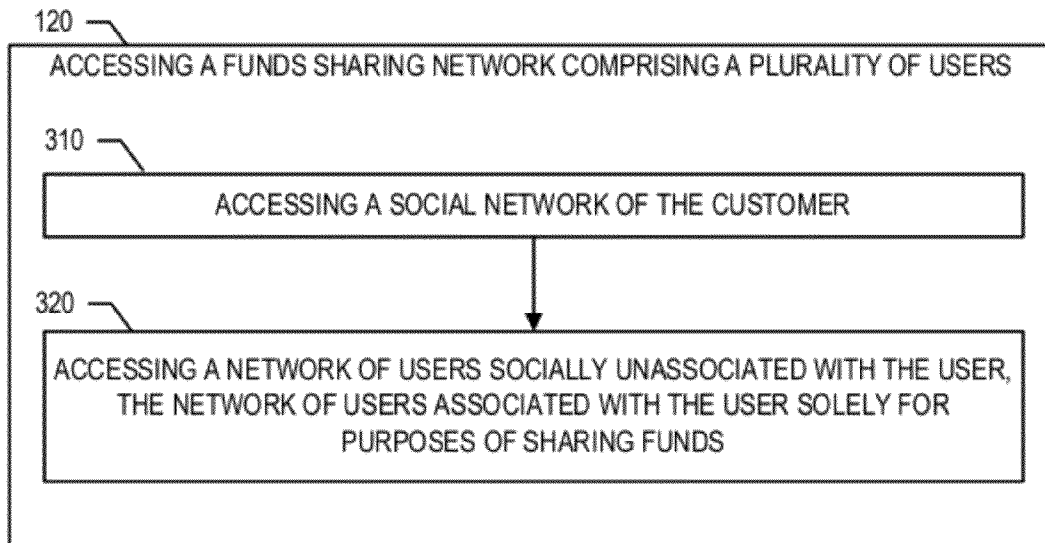 120
ACCESSING A FUNDS SHARING NETWORK COMPRISING A PLURALITY OF USERS
310
ACCESSING A SOCIAL NETWORK OF THE CUSTOMER
320
ACCESSING A NETWORK OF USERS SOCIALLY UNASSOCIATED WITH THE USER,
THE NETWORK OF USERS ASSOCIATED WITH THE USER SOLELY FOR
PURPOSES OF SHARING FUNDS